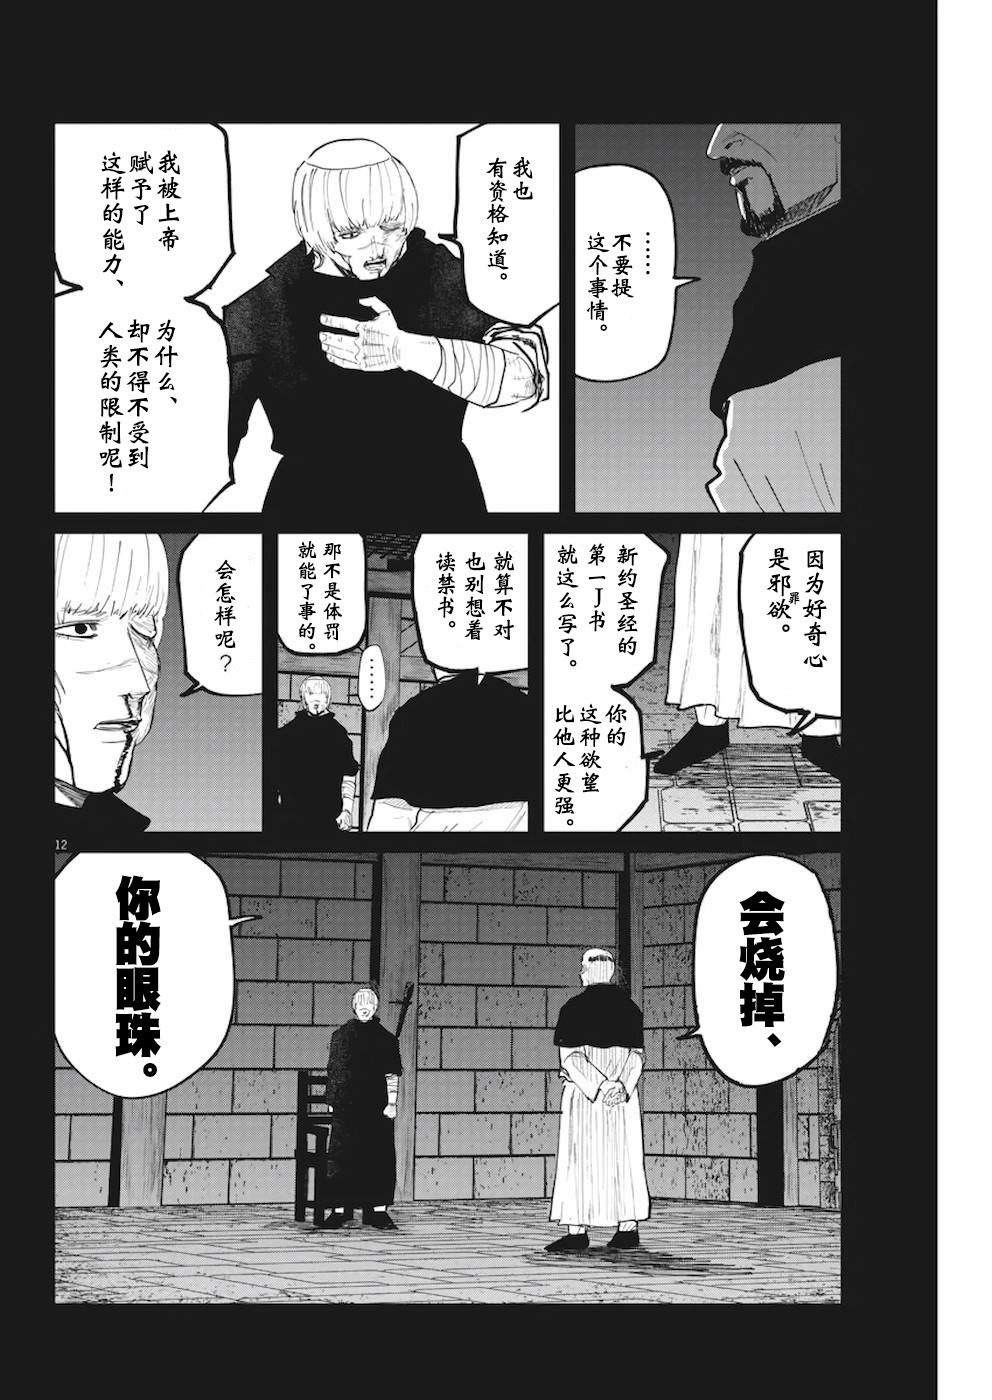 ……
不要提
这个事情。
我也
有资格知道。
我被上帝
赋予了
这样的能力、
为什么、
却不得不受到
人类的限制呢！
因为好奇心
是邪欲。
罪
新约圣经的
第一J书
就这么写了。
你的
这种欲望
比他人更强。
就算不对
也别想着
读禁书。
那不是体罚
就能了事的。
……
会怎样呢？
会烧掉、
你的眼珠。
12